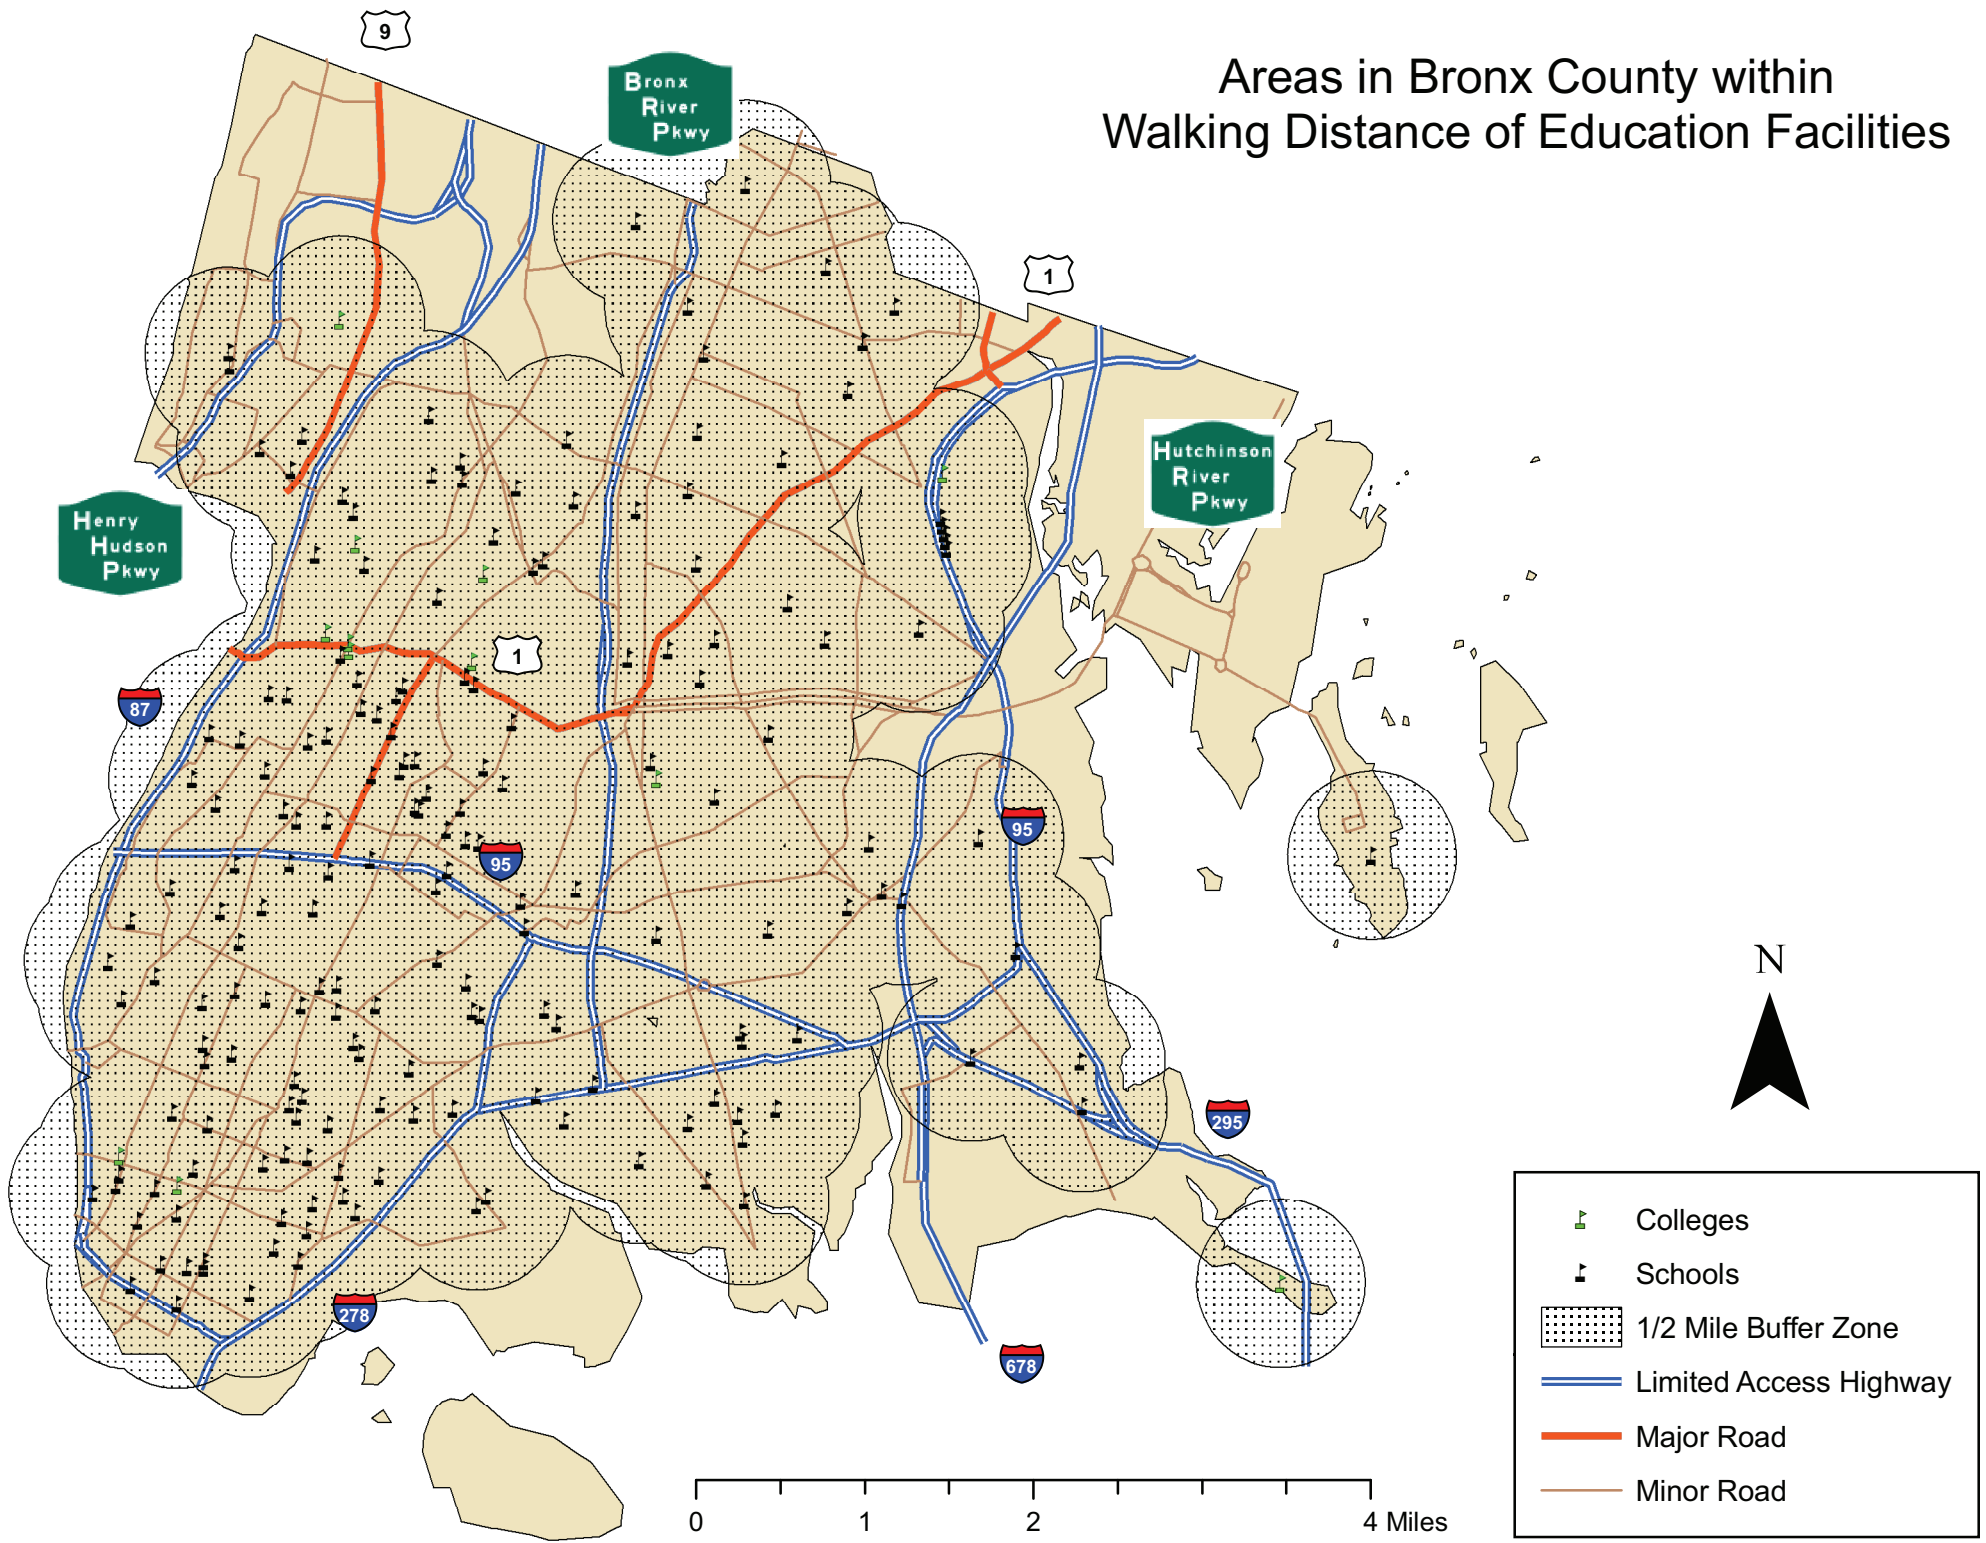 9
Bronx
River
Pkwy
Areas in Bronx County within
Walking Distance of Education Facilities
1
Hutchinson
River
Pkwy
Henry
Hudson
Pkwy
1
87
95
95
N
295
278
678
Colleges
Schools
1/2 Mile Buffer Zone
Limited Access Highway
Major Road
Minor Road
0 1 2 4 Miles